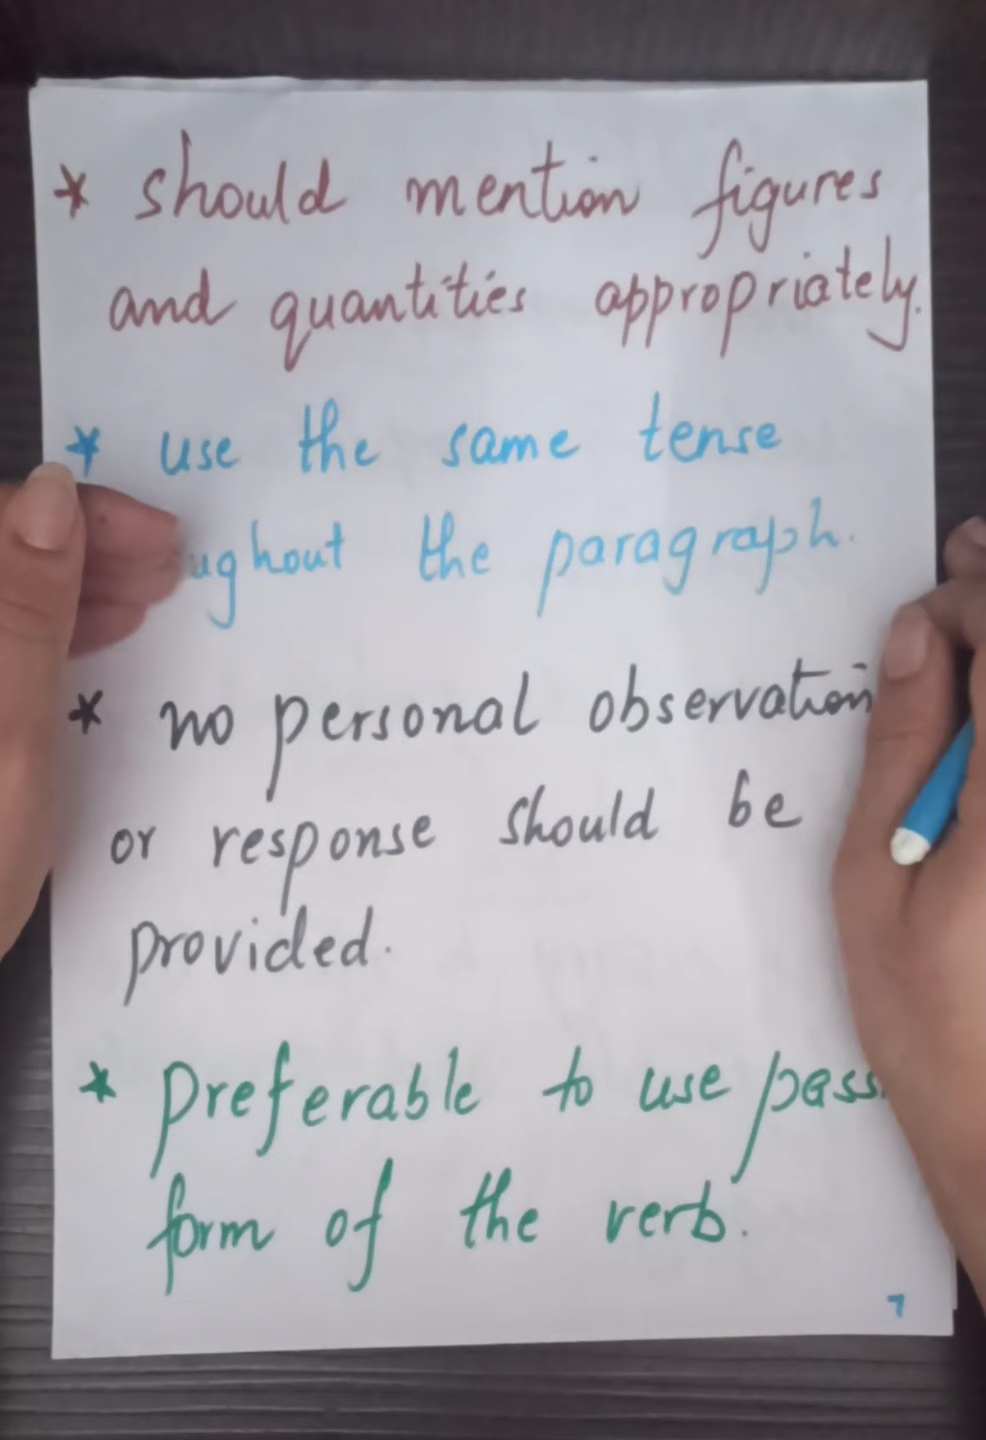 * should mention figures
and quantities appropriately.
* use the same tense
ughout the paragraph.
* no personal observation
or response should be
provided.
* preferable to use pass
form of the verb.
7